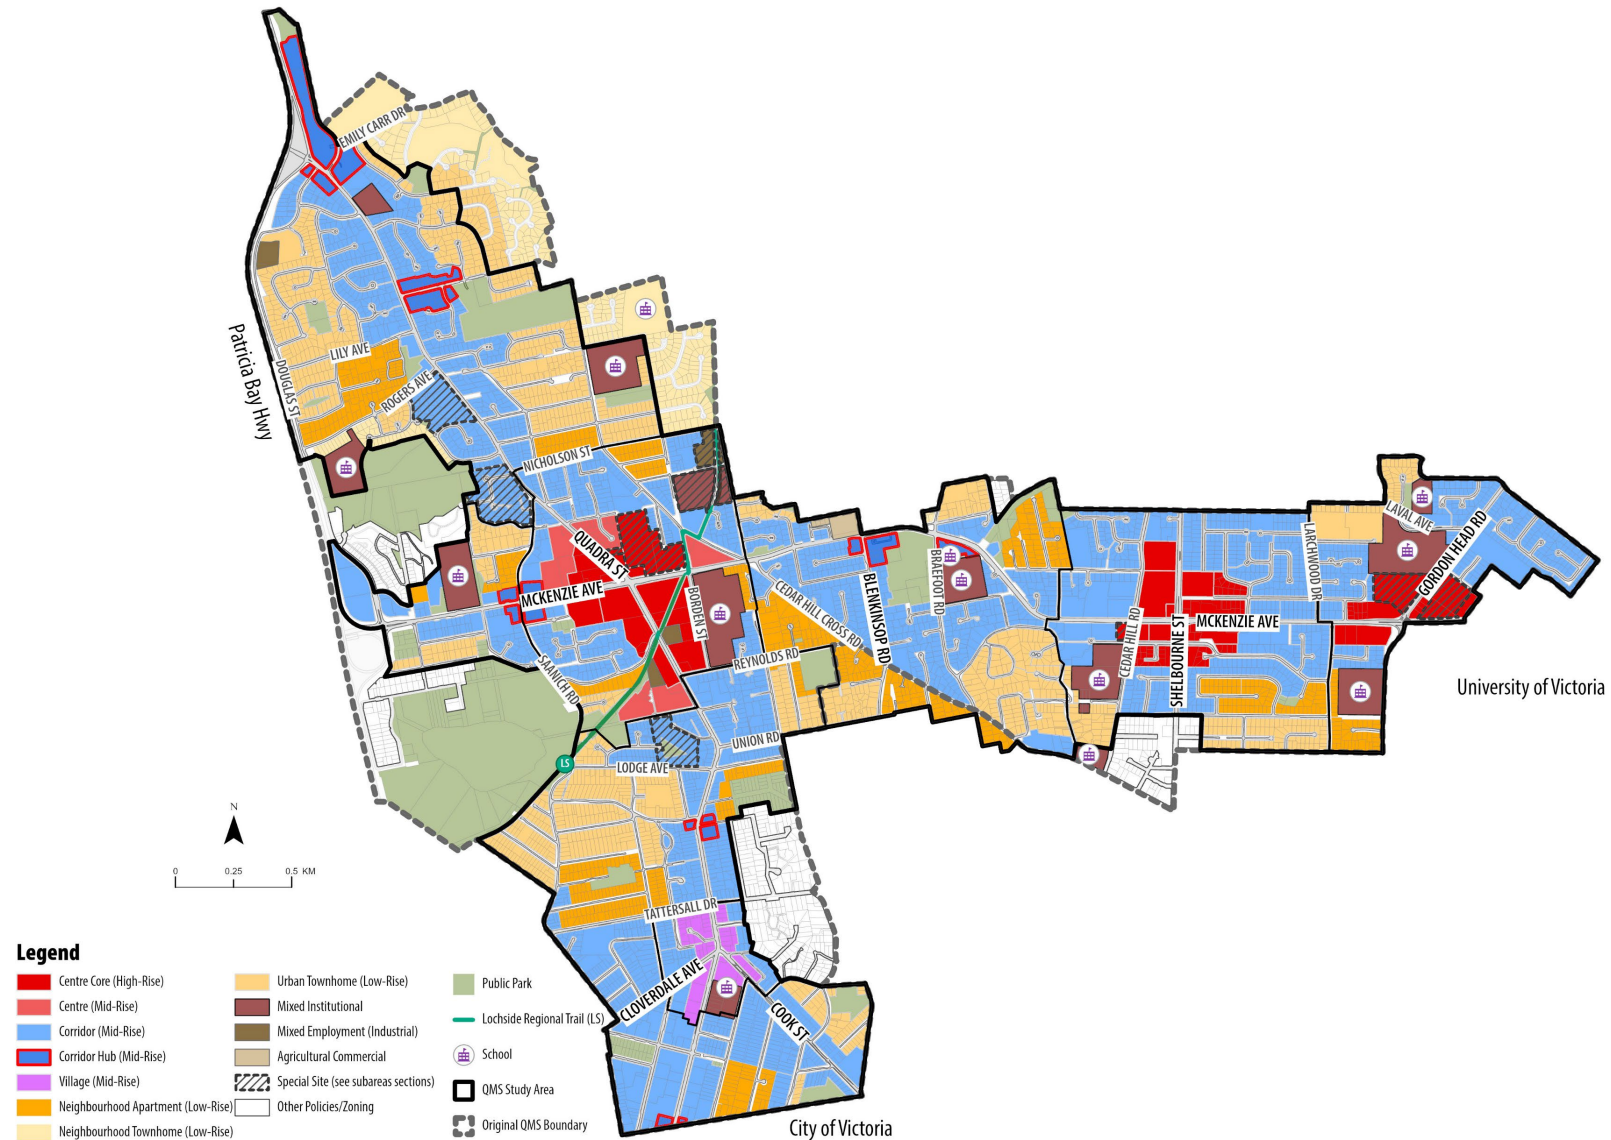 EMILY CARR DR
Patricia Bay Hwy
DOUGLAS ST
LILY AVE
ROGERS AVE
NICHOLSON ST
QUADRA ST
MCKENZIE AVE
BORDEN ST
SAANICH RD
REYNOLDS RD
CEDAR HILL CROSS RD
BLENKINSOP RD
BRAEFOOT RD
CEDAR HILL RD
SHELBOURNE ST
MCKENZIE AVE
LARCHWOOD DR
LAVAL AVE
GORDON HEAD RD
University of Victoria
UNION RD
LODGE AVE
LS
TATTERSALL DR
CLOVERDALE AVE
COOK ST
City of Victoria
N
0 0.25 0.5 KM
Legend
Centre Core (High-Rise)
Centre (Mid-Rise)
Corridor (Mid-Rise)
Corridor Hub (Mid-Rise)
Village (Mid-Rise)
Neighbourhood Apartment (Low-Rise)
Neighbourhood Townhome (Low-Rise)
Urban Townhome (Low-Rise)
Mixed Institutional
Mixed Employment (Industrial)
Agricultural Commercial
Special Site (see subareas sections)
Other Policies/Zoning
Public Park
Lochside Regional Trail (LS)
School
QMS Study Area
Original QMS Boundary